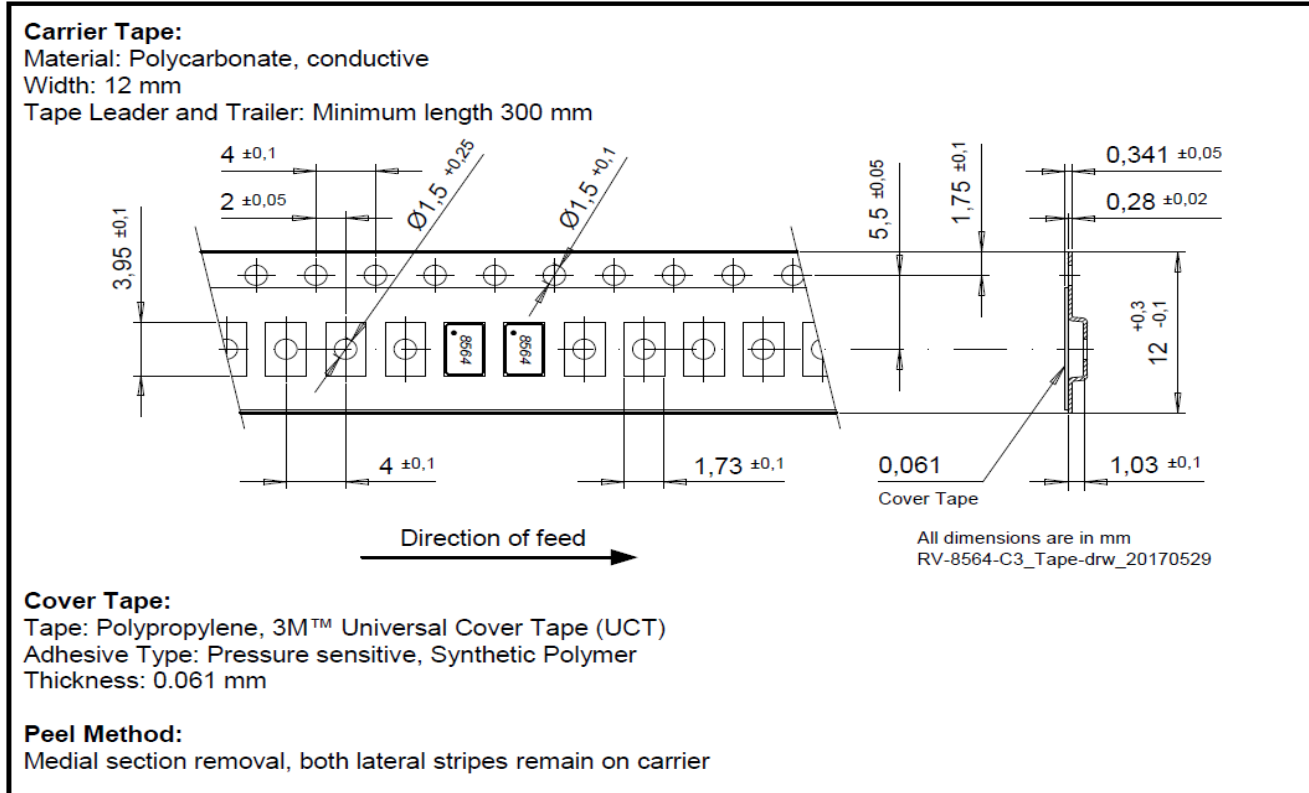 Carrier Tape:
Material: Polycarbonate, conductive
Width: 12 mm
Tape Leader and Trailer: Minimum length 300 mm
4 ±0,1
2 ±0,05
Ø1,5 +0,25
Ø1,5 +0,1
5,5 ±0,05
1,75 ±0,1
0,341 ±0,05
0,28 ±0,02
3,95 ±0,1
8564
8564
12 +0,3 -0,1
4 ±0,1
1,73 ±0,1
0,061
Cover Tape
1,03 ±0,1
Direction of feed
All dimensions are in mm
RV-8564-C3_Tape-drw_20170529
Cover Tape:
Tape: Polypropylene, 3M™ Universal Cover Tape (UCT)
Adhesive Type: Pressure sensitive, Synthetic Polymer
Thickness: 0.061 mm
Peel Method:
Medial section removal, both lateral stripes remain on carrier